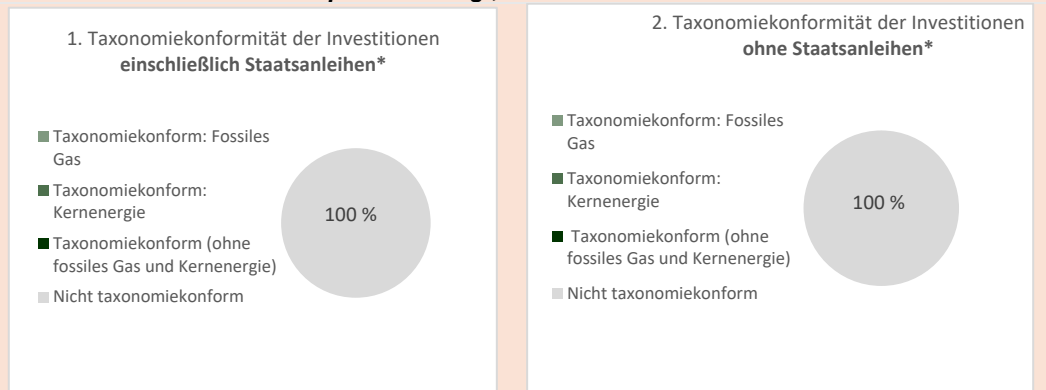 1. Taxonomiekonformität der Investitionen
einschließlich Staatsanleihen*
Taxonomiekonform: Fossiles
Gas
Taxonomiekonform:
Kernenergie
Taxonomiekonform (ohne
fossiles Gas und Kernenergie)
Nicht taxonomiekonform
100 %
2. Taxonomiekonformität der Investitionen
ohne Staatsanleihen*
Taxonomiekonform: Fossiles
Gas
Taxonomiekonform:
Kernenergie
Taxonomiekonform (ohne
fossiles Gas und Kernenergie)
Nicht taxonomiekonform
100 %